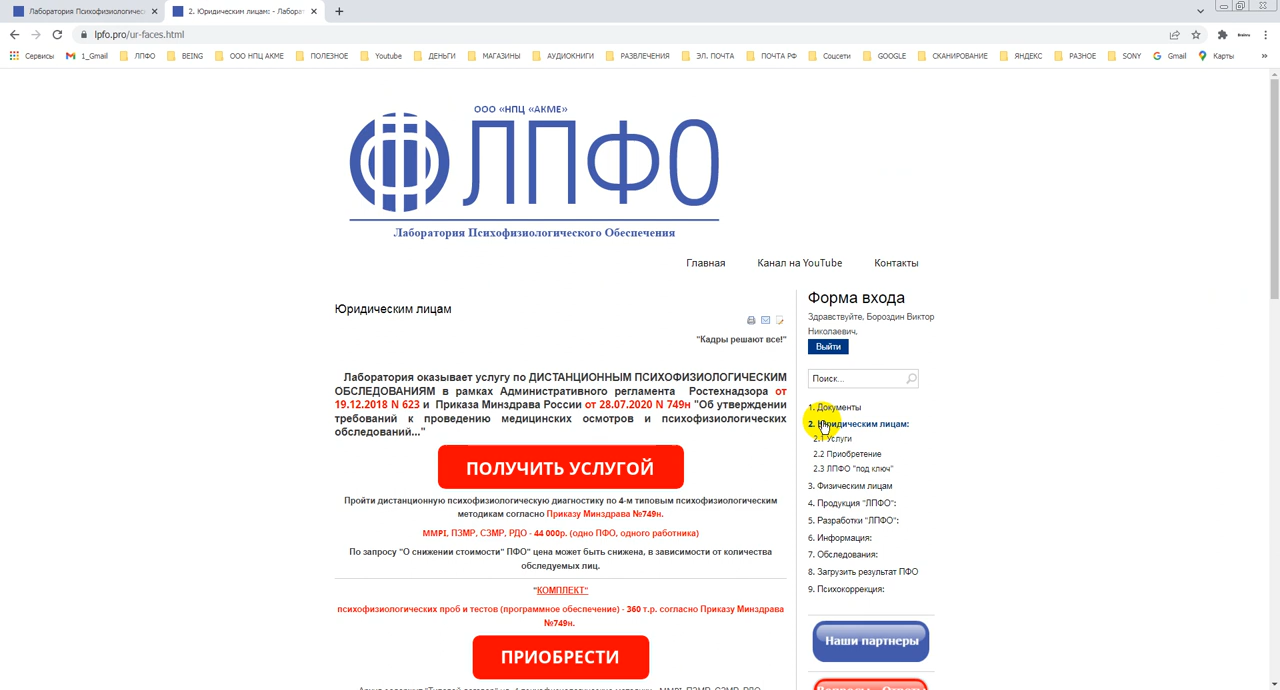 Лаборатория Психофизиологичес
2. Юридическим лицам: - Лаборат
lpfo.pro/ur-faces.html
Сервисы 1_Gmail ЛПФО BEING ООО НПЦ АКМЕ ПОЛЕЗНОЕ Youtube ДЕНЬГИ МАГАЗИНЫ АУДИОКНИГИ РАЗВЛЕЧЕНИЯ ЭЛ. ПОЧТА ПОЧТА РФ Соцсети GOOGLE СКАНИРОВАНИЕ ЯНДЕКС РАЗНОЕ SONY Gmail Карты »
ООО «НПЦ «АКМЕ»
ЛПФО
Лаборатория Психофизиологического Обеспечения
Главная Канал на YouTube Контакты
Юридическим лицам
"Кадры решают все!"
Лаборатория оказывает услугу по ДИСТАНЦИОННЫМ ПСИХОФИЗИОЛОГИЧЕСКИМ
ОБСЛЕДОВАНИЯМ в рамках Административного регламента Ростехнадзора от
19.12.2018 N 623 и Приказа Минздрава России от 28.07.2020 N 749н "Об утверждении
требований к проведению медицинских осмотров и психофизиологических
обследований..."
ПОЛУЧИТЬ УСЛУГОЙ
Пройти дистанционную психофизиологическую диагностику по 4-м типовым психофизиологическим
методикам согласно Приказу Минздрава №749н.
MMPI, ПЗМР, СЗМР, РДО - 44 000р. (одно ПФО, одного работника)
По запросу "О снижении стоимости" ПФО" цена может быть снижена, в зависимости от количества
обследуемых лиц.
"КОМПЛЕКТ"
психофизиологических проб и тестов (программное обеспечение) - 360 т.р. согласно Приказу Минздрава
№749н.
ПРИОБРЕСТИ
Форма входа
Здравствуйте, Бороздин Виктор
Николаевич,
Выйти
Поиск...
1. Документы
2. Юридическим лицам:
2.1 Услуги
2.2 Приобретение
2.3 ЛПФО "под ключ"
3. Физическим лицам
4. Продукция "ЛПФО":
5. Разработки "ЛПФО":
6. Информация:
7. Обследования:
8. Загрузить результат ПФО
9. Психокоррекция:
Наши партнеры